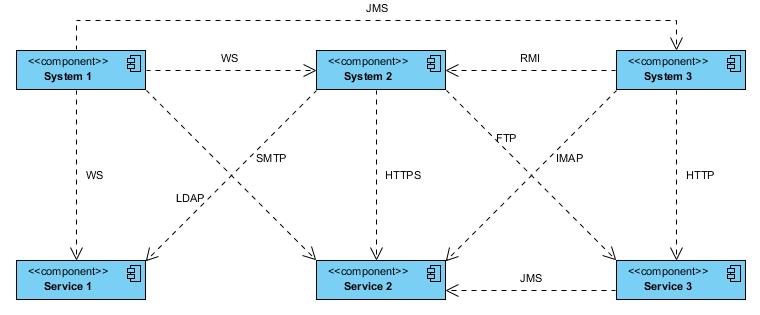 JMS
<<component>>
System 1
WS
<<component>>
System 2
RMI
<<component>>
System 3
WS
LDAP
SMTP
HTTPS
FTP
IMAP
HTTP
<<component>>
Service 1
<<component>>
Service 2
JMS
<<component>>
Service 3